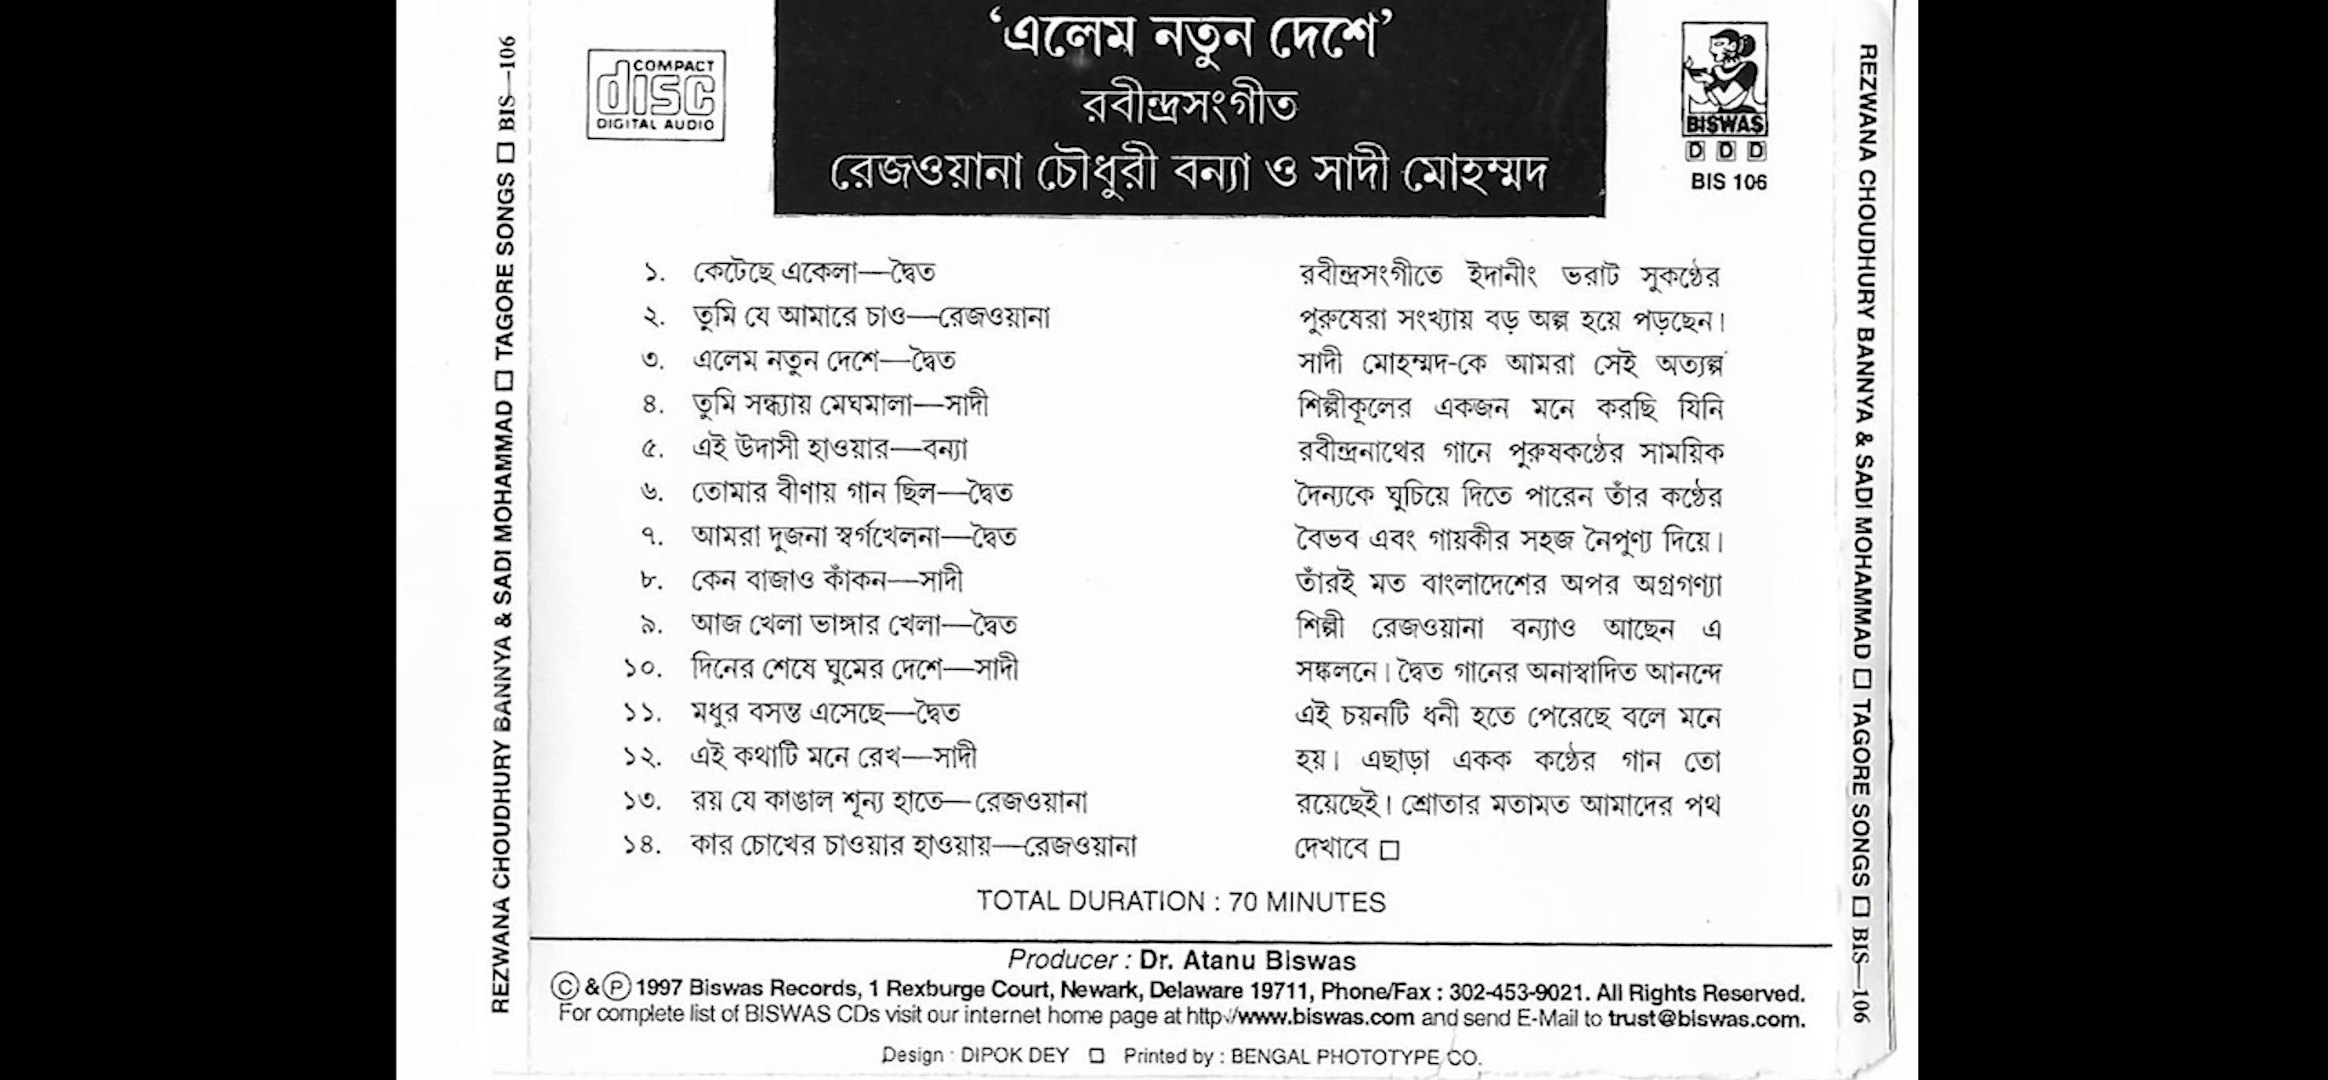 ‘এলেম নতুন দেশে’
রবীন্দ্রসংগীত
রেজওয়ানা চৌধুরী বন্যা ও সাদী মোহম্মদ
COMPACT
disc
DIGITAL AUDIO
BISWAS
D D D
BIS 106
REZWANA CHOUDHURY BANNYA & SADI MOHAMMAD □ TAGORE SONGS □ BIS—106
১. কেটেছে একেলা—দ্বৈত
২. তুমি যে আমারে চাও—রেজওয়ানা
৩. এলেম নতুন দেশে—দ্বৈত
৪. তুমি সন্ধ্যায় মেঘমালা—সাদী
৫. এই উদাসী হাওয়ার—বন্যা
৬. তোমার বীণায় গান ছিল—দ্বৈত
৭. আমরা দুজনা স্বর্গখেলনা—দ্বৈত
৮. কেন বাজাও কাঁকন—সাদী
৯. আজ খেলা ভাঙ্গার খেলা—দ্বৈত
১০. দিনের শেষে ঘুমের দেশে—সাদী
১১. মধুর বসন্ত এসেছে—দ্বৈত
১২. এই কথাটি মনে রেখ—সাদী
১৩. রয় যে কাঙাল শূন্য হাতে—রেজওয়ানা
১৪. কার চোখের চাওয়ার হাওয়ায়—রেজওয়ানা
রবীন্দ্রসংগীতে ইদানীং ভরাট সুকণ্ঠের
পুরুষেরা সংখ্যায় বড় অল্প হয়ে পড়ছেন।
সাদী মোহম্মদ-কে আমরা সেই অত্যল্প
শিল্পীকূলের একজন মনে করছি যিনি
রবীন্দ্রনাথের গানে পুরুষকণ্ঠের সাময়িক
দৈন্যকে ঘুচিয়ে দিতে পারেন তাঁর কণ্ঠের
বৈভব এবং গায়কীর সহজ নৈপুণ্য দিয়ে।
তাঁরই মত বাংলাদেশের অপর অগ্রগণ্যা
শিল্পী রেজওয়ানা বন্যাও আছেন এ
সঙ্কলনে। দ্বৈত গানের অনাস্বাদিত আনন্দে
এই চয়নটি ধনী হতে পেরেছে বলে মনে
হয়। এছাড়া একক কণ্ঠের গান তো
রয়েছেই। শ্রোতার মতামত আমাদের পথ
দেখাবে □
TOTAL DURATION : 70 MINUTES
Producer : Dr. Atanu Biswas
© & ℗ 1997 Biswas Records, 1 Rexburge Court, Newark, Delaware 19711, Phone/Fax : 302-453-9021. All Rights Reserved.
For complete list of BISWAS CDs visit our internet home page at http:/www.biswas.com and send E-Mail to trust@biswas.com.
Design : DIPOK DEY □ Printed by : BENGAL PHOTOTYPE CO.
REZWANA CHOUDHURY BANNYA & SADI MOHAMMAD □ TAGORE SONGS □ BIS—106